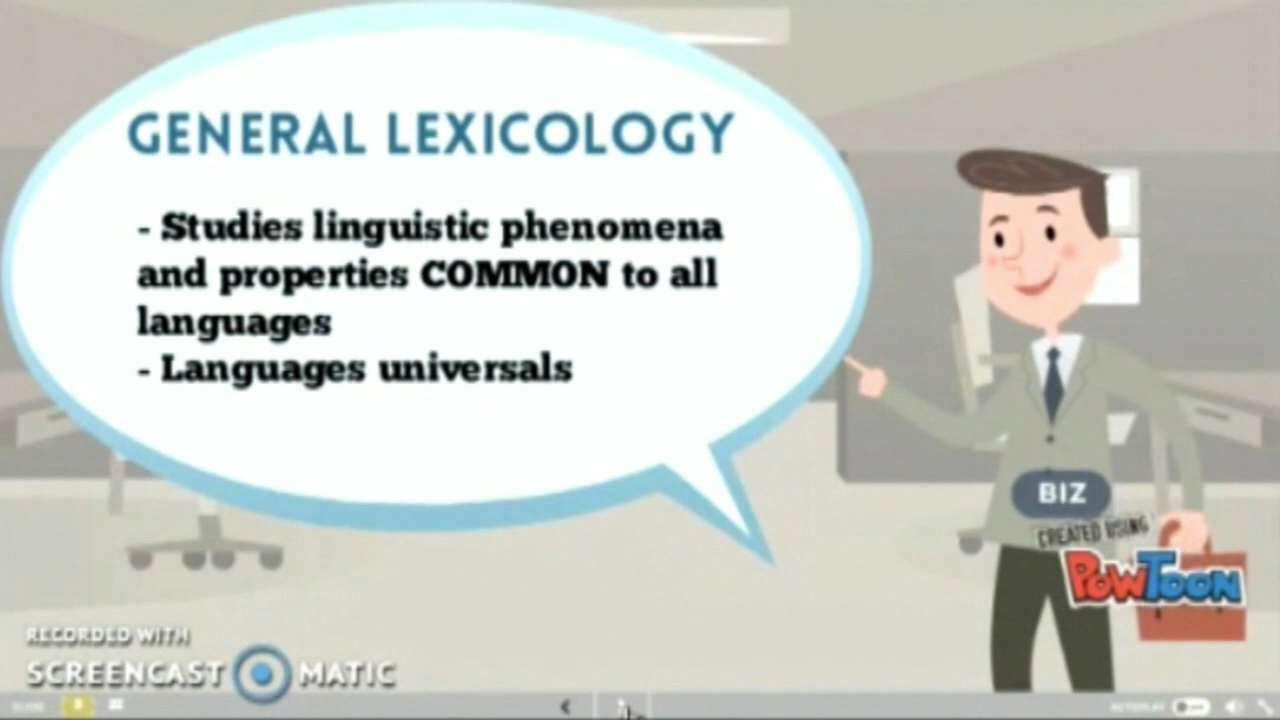 GENERAL LEXICOLOGY
- Studies linguistic phenomena
and properties COMMON to all
languages
- Languages universals
BIZ
CREATED USING
POWTOON
RECORDED WITH
SCREENCAST MATIC